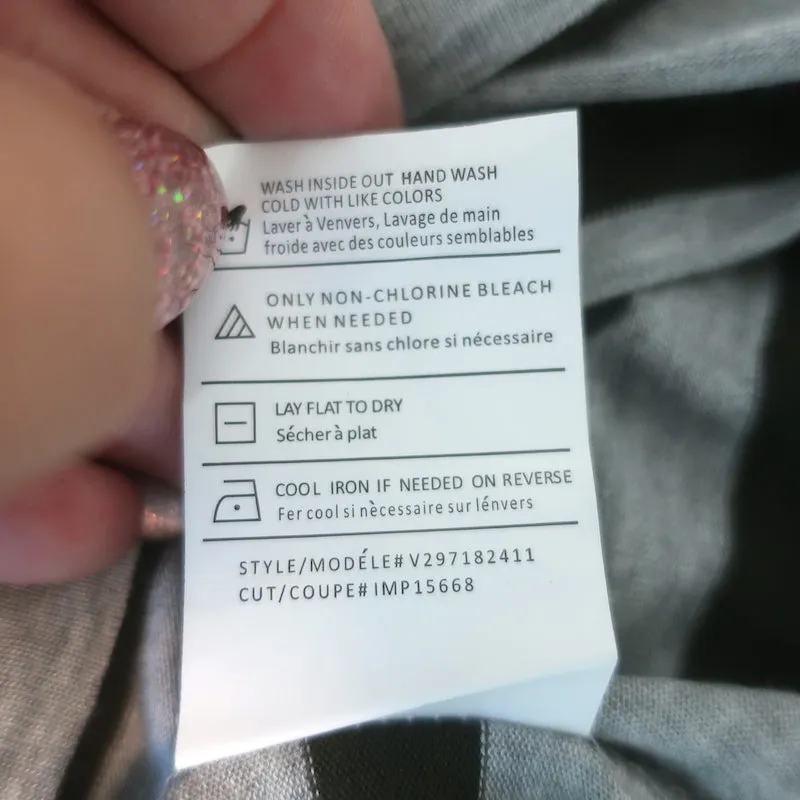 WASH INSIDE OUT HAND WASH
COLD WITH LIKE COLORS
Laver à Venvers, Lavage de main
froide avec des couleurs semblables
ONLY NON-CHLORINE BLEACH
WHEN NEEDED
Blanchir sans chlore si nécessaire
LAY FLAT TO DRY
Sécher à plat
COOL IRON IF NEEDED ON REVERSE
Fer cool si nècessaire sur lénvers
STYLE/MODÉLE# V297182411
CUT/COUPE# IMP15668